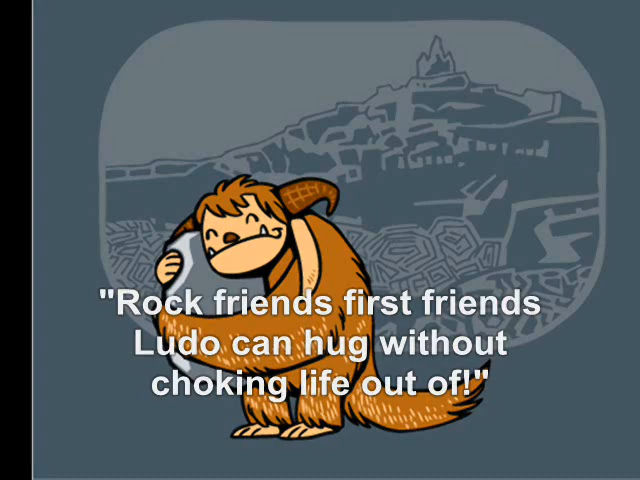 "Rock friends first friends
Ludo can hug without
choking life out of!"